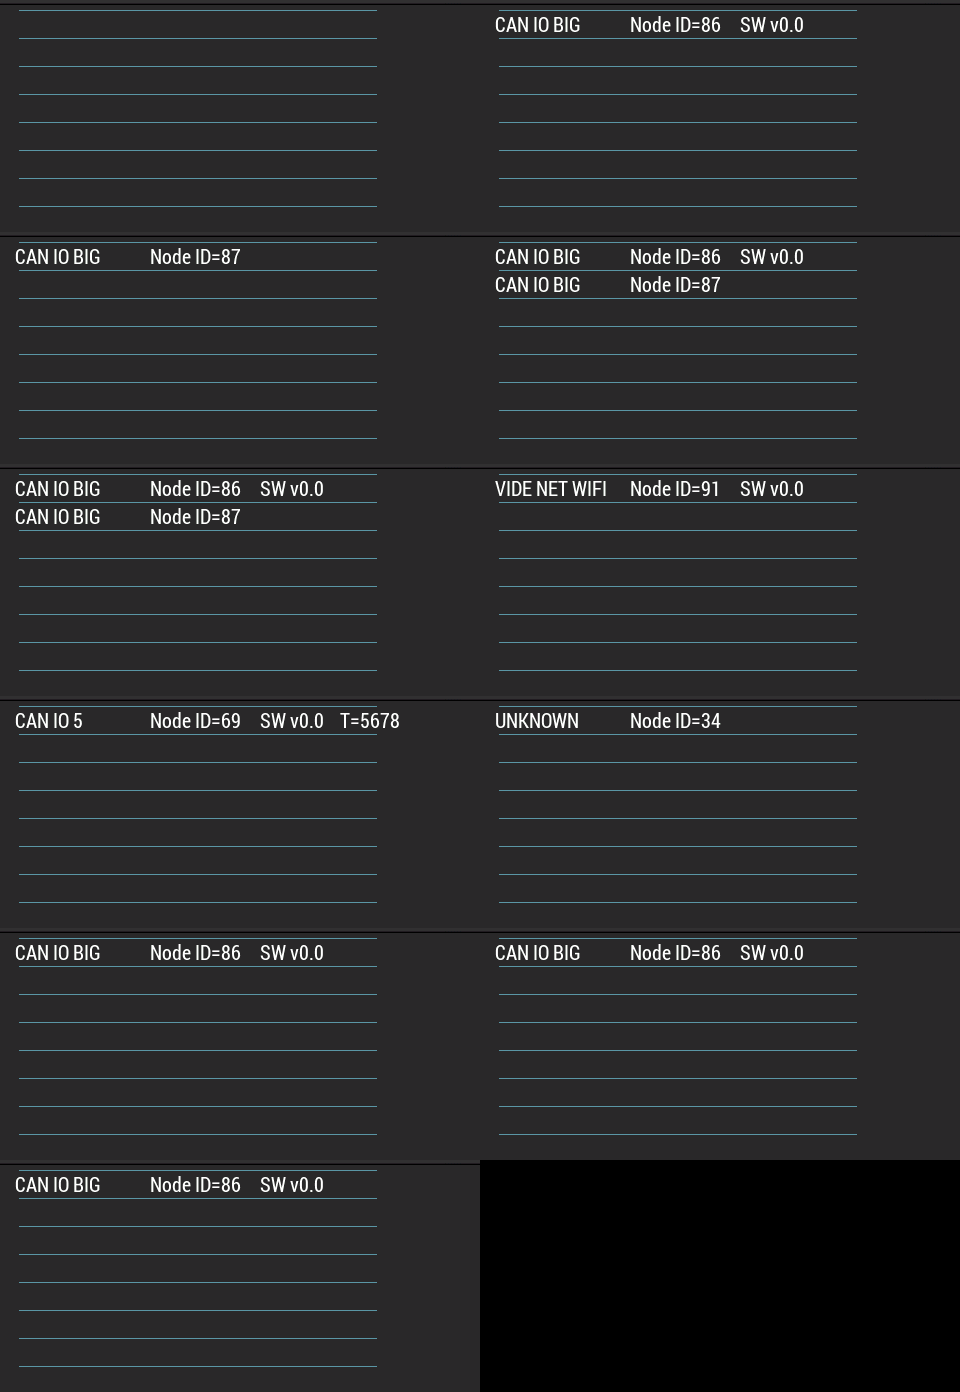 CAN IO BIG Node ID=86 SW v0.0
CAN IO BIG Node ID=87
CAN IO BIG Node ID=86 SW v0.0
CAN IO BIG Node ID=87
CAN IO BIG Node ID=86 SW v0.0
CAN IO BIG Node ID=87
VIDE NET WIFI Node ID=91 SW v0.0
CAN IO 5 Node ID=69 SW v0.0 T=5678
UNKNOWN Node ID=34
CAN IO BIG Node ID=86 SW v0.0
CAN IO BIG Node ID=86 SW v0.0
CAN IO BIG Node ID=86 SW v0.0